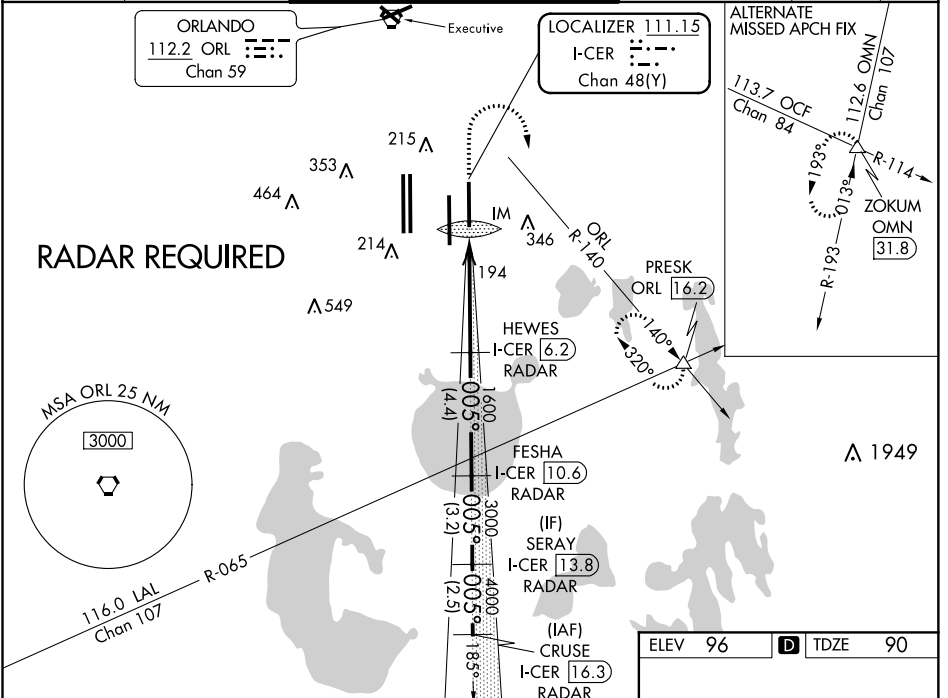 ORLANDO
112.2 ORL
Chan 59
Executive
LOCALIZER 111.15
I-CER
Chan 48(Y)
ALTERNATE
MISSED APCH FIX
113.7 OCF
Chan 84
112.6 OMN
Chan 107
193°
013°
R-114
R-193
ZOKUM
OMN
31.8
215
353
464
214
IM
346
194
549
RADAR REQUIRED
ORL
R-140
PRESK
ORL 16.2
140°
320°
HEWES
I-CER 6.2
RADAR
1600
005°
(4.4)
MSA ORL 25 NM
3000
1949
FESHA
I-CER 10.6
RADAR
3000
005°
(3.2)
(IF)
SERAY
I-CER 13.8
RADAR
4000
005°
(2.5)
R-065
116.0 LAL
Chan 107
(IAF)
CRUSE
I-CER 16.3
RADAR
185°
ELEV 96 D TDZE 90